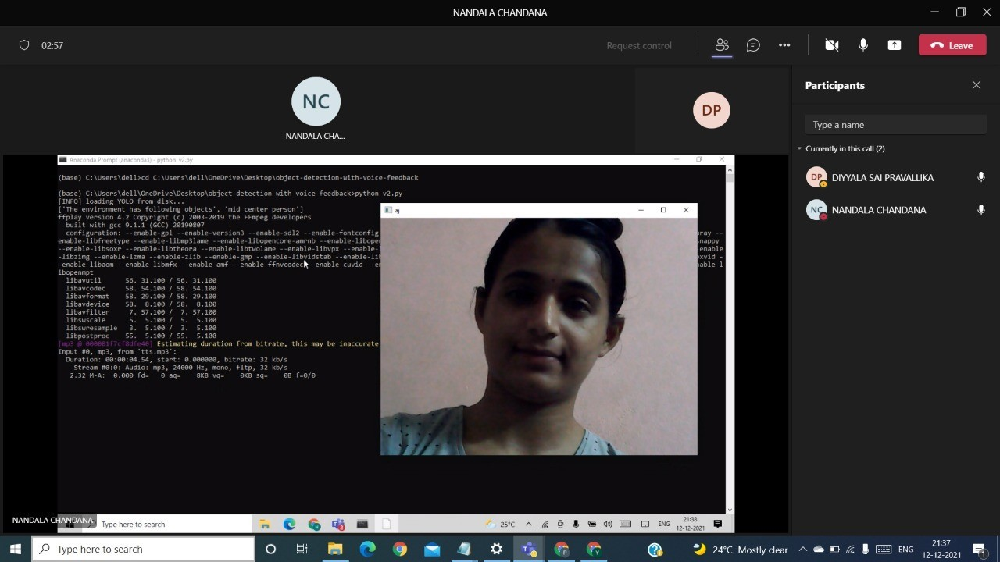 NANDALA CHANDANA
02:57
Request control
Leave
NC
NANDALA CHA...
DP
Participants
Type a name
Currently in this call (2)
DP DIYYALA SAI PRAVALLIKA
NC NANDALA CHANDANA
Anaconda Prompt (anaconda3) - python v2.py
(base) C:\Users\dell>cd C:\Users\dell\OneDrive\Desktop\object-detection-with-voice-feedback
(base) C:\Users\dell\OneDrive\Desktop\object-detection-with-voice-feedback>python v2.py
[INFO] loading YOLO from disk...
['The environment has following objects', 'mid center person']
ffplay version 4.2 Copyright (c) 2003-2019 the FFmpeg developers
built with gcc 9.1.1 (GCC) 20190807
configuration: --enable-gpl --enable-version3 --enable-sdl2 --enable-fontconfig
enable-libfreetype --enable-libmp3lame --enable-libopencore-amrnb --enable-libopen
--enable-libsoxr --enable-libtheora --enable-libtwolame --enable-libvpx --enable-
-libzimg --enable-lzma --enable-zlib --enable-gmp --enable-libvidstab --enable-lib
-enable-libaom --enable-libmfx --enable-amf --enable-ffnvcodec --enable-cuvid --en
ibopenmpt
uray --
snappy
-enable
oxvid -
nable-l
libavutil 56. 31.100 / 56. 31.100
libavcodec 58. 54.100 / 58. 54.100
libavformat 58. 29.100 / 58. 29.100
libavdevice 58. 8.100 / 58. 8.100
libavfilter 7. 57.100 / 7. 57.100
libswscale 5. 5.100 / 5. 5.100
libswresample 3. 5.100 / 3. 5.100
libpostproc 55. 5.100 / 55. 5.100
[mp3 @ 000001f7cf8dfe40] Estimating duration from bitrate, this may be inaccurate
Input #0, mp3, from 'tts.mp3':
Duration: 00:00:04.54, start: 0.000000, bitrate: 32 kb/s
Stream #0:0: Audio: mp3, 24000 Hz, mono, fltp, 32 kb/s
2.32 M-A: 0.000 fd= 0 aq= 8KB vq= 0KB sq= 0B f=0/0
aj
NANDALA CHANDANA
Type here to search
25°C
ENG
21:38
12-12-2021
Type here to search
24°C Mostly clear
ENG
21:37
12-12-2021
1